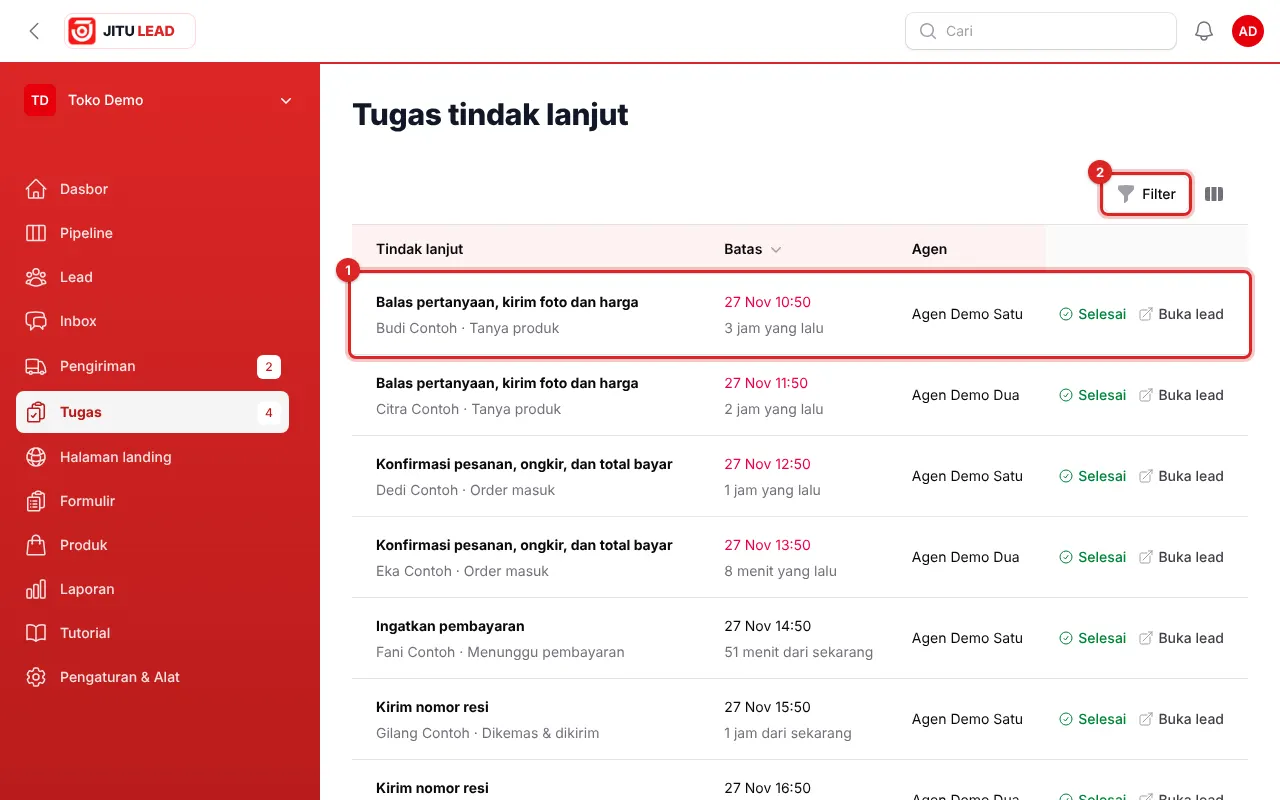 JITU LEAD
Cari
AD
TD
Toko Demo
Dasbor
Pipeline
Lead
Inbox
Pengiriman
2
Tugas
4
Halaman landing
Formulir
Produk
Laporan
Tutorial
Pengaturan & Alat
Tugas tindak lanjut
2
Filter
Tindak lanjut
Batas
Agen
1
Balas pertanyaan, kirim foto dan harga
Budi Contoh · Tanya produk
27 Nov 10:50
3 jam yang lalu
Agen Demo Satu
Selesai
Buka lead
Balas pertanyaan, kirim foto dan harga
Citra Contoh · Tanya produk
27 Nov 11:50
2 jam yang lalu
Agen Demo Dua
Selesai
Buka lead
Konfirmasi pesanan, ongkir, dan total bayar
Dedi Contoh · Order masuk
27 Nov 12:50
1 jam yang lalu
Agen Demo Satu
Selesai
Buka lead
Konfirmasi pesanan, ongkir, dan total bayar
Eka Contoh · Order masuk
27 Nov 13:50
8 menit yang lalu
Agen Demo Dua
Selesai
Buka lead
Ingatkan pembayaran
Fani Contoh · Menunggu pembayaran
27 Nov 14:50
51 menit dari sekarang
Agen Demo Satu
Selesai
Buka lead
Kirim nomor resi
Gilang Contoh · Dikemas & dikirim
27 Nov 15:50
1 jam dari sekarang
Agen Demo Satu
Selesai
Buka lead
Kirim nomor resi
27 Nov 16:50
Agen Demo Dua
Selesai
Buka lead